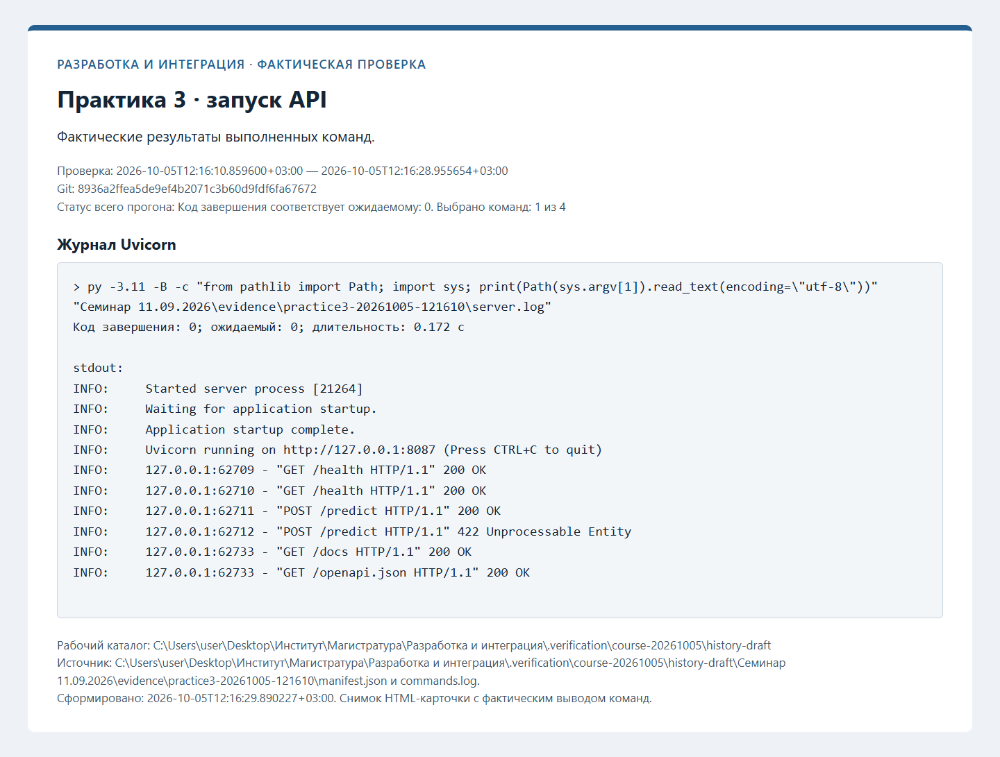 РАЗРАБОТКА И ИНТЕГРАЦИЯ · ФАКТИЧЕСКАЯ ПРОВЕРКА
Практика 3 · запуск API
Фактические результаты выполненных команд.
Проверка: 2026-10-05T12:16:10.859600+03:00 — 2026-10-05T12:16:28.955654+03:00
Git: 8936a2ffea5de9ef4b2071c3b60d9fdf6fa67672
Статус всего прогона: Код завершения соответствует ожидаемому: 0. Выбрано команд: 1 из 4
Журнал Uvicorn
> py -3.11 -B -c "from pathlib import Path; import sys; print(Path(sys.argv[1]).read_text(encoding=\"utf-8\"))"
"Семинар 11.09.2026\evidence\practice3-20261005-121610\server.log"
Код завершения: 0; ожидаемый: 0; длительность: 0.172 с
stdout:
INFO:     Started server process [21264]
INFO:     Waiting for application startup.
INFO:     Application startup complete.
INFO:     Uvicorn running on http://127.0.0.1:8087 (Press CTRL+C to quit)
INFO:     127.0.0.1:62709 - "GET /health HTTP/1.1" 200 OK
INFO:     127.0.0.1:62710 - "GET /health HTTP/1.1" 200 OK
INFO:     127.0.0.1:62711 - "POST /predict HTTP/1.1" 200 OK
INFO:     127.0.0.1:62712 - "POST /predict HTTP/1.1" 422 Unprocessable Entity
INFO:     127.0.0.1:62733 - "GET /docs HTTP/1.1" 200 OK
INFO:     127.0.0.1:62733 - "GET /openapi.json HTTP/1.1" 200 OK
Рабочий каталог: C:\Users\user\Desktop\Институт\Магистратура\Разработка и интеграция\.verification\course-20261005\history-draft
Источник: C:\Users\user\Desktop\Институт\Магистратура\Разработка и интеграция\.verification\course-20261005\history-draft\Семинар
11.09.2026\evidence\practice3-20261005-121610\manifest.json и commands.log.
Сформировано: 2026-10-05T12:16:29.890227+03:00. Снимок HTML-карточки с фактическим выводом команд.